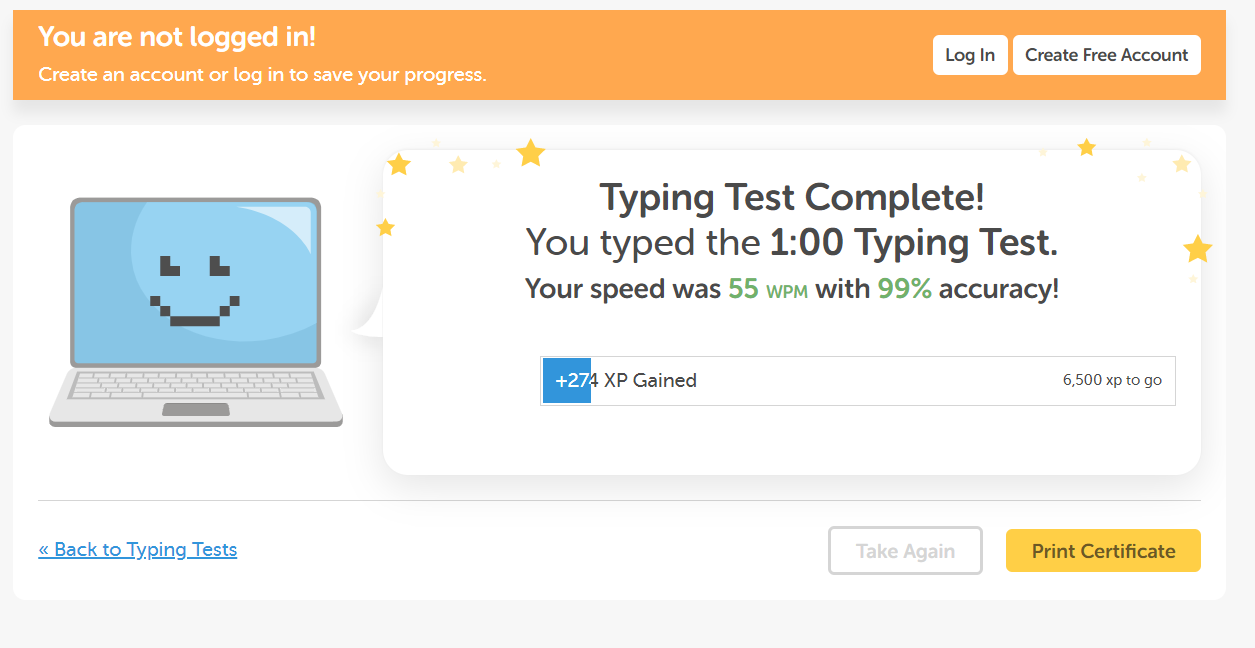 You are not logged in!
Create an account or log in to save your progress.
Log In
Create Free Account
Typing Test Complete!
You typed the 1:00 Typing Test.
Your speed was 55 WPM with 99% accuracy!
+274 XP Gained
6,500 xp to go
« Back to Typing Tests
Take Again
Print Certificate